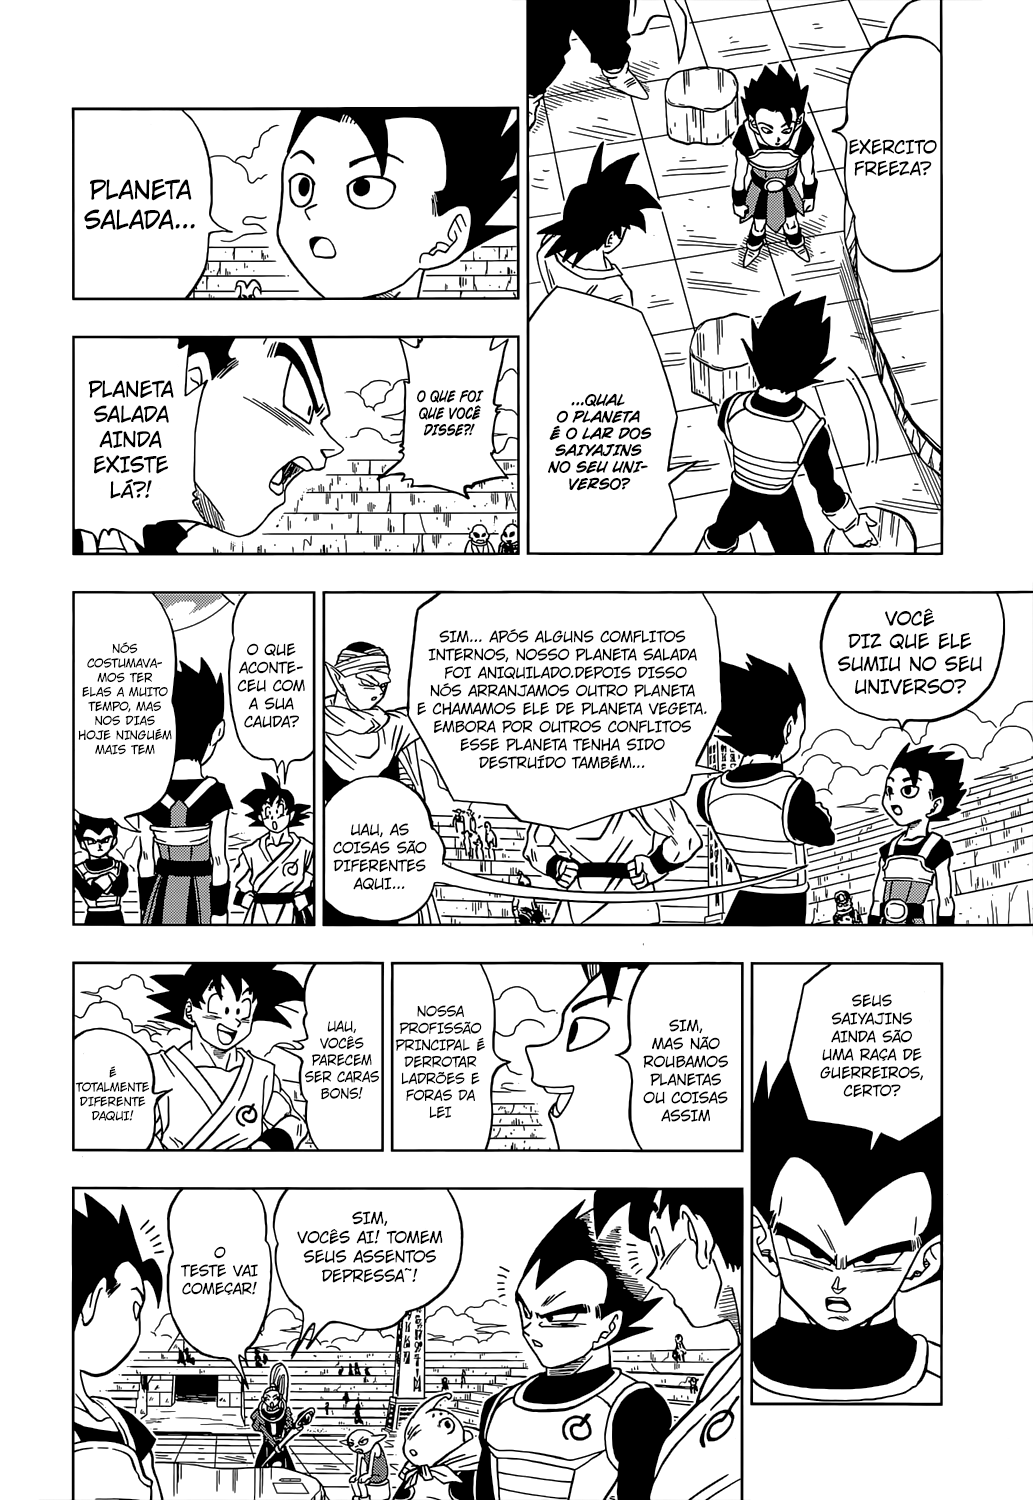 EXERCITO
FREEZA?
...QUAL
O PLANETA
É O LAR DOS
SAIYAJINS
NO SEU UNI-
VERSO?
PLANETA
SALADA...
O QUE FOI
QUE VOCÊ
DISSE?!
PLANETA
SALADA
AINDA
EXISTE
LÁ?!
VOCÊ
DIZ QUE ELE
SUMIU NO SEU
UNIVERSO?
SIM... APÓS ALGUNS COMFLITOS
INTERNOS, NOSSO PLANETA SALADA
FOI ANIQUILADO.DEPOIS DISSO
NÓS ARRANJAMOS OUTRO PLANETA
E CHAMAMOS ELE DE PLANETA VEGETA.
EMBORA POR OUTROS CONFLITOS
ESSE PLANETA TENHA SIDO
DESTRUÍDO TAMBÉM...
UAU, AS
COISAS SÃO
DIFERENTES
AQUI...
O QUE
ACONTE-
CEU COM
A SUA
CAUDA?
NÓS
COSTUMAVA-
MOS TER
ELAS A MUITO
TEMPO, MAS
NOS DIAS
HOJE NINGUÉM
MAIS TEM
SEUS
SAIYAJINS
AINDA SÃO
UMA RAÇA DE
GUERREIROS,
CERTO?
SIM,
MAS NÃO
ROUBAMOS
PLANETAS
OU COISAS
ASSIM
NOSSA
PROFISSÃO
PRINCIPAL É
DERROTAR
LADRÕES E
FORAS DA
LEI
UAU,
VOCÊS
PARECEM
SER CARAS
BONS!
É
TOTALMENTE
DIFERENTE
DAQUI!
SIM,
VOCÊS AI! TOMEM
SEUS ASSENTOS
DEPRESSA~!
O
TESTE VAI
COMEÇAR!